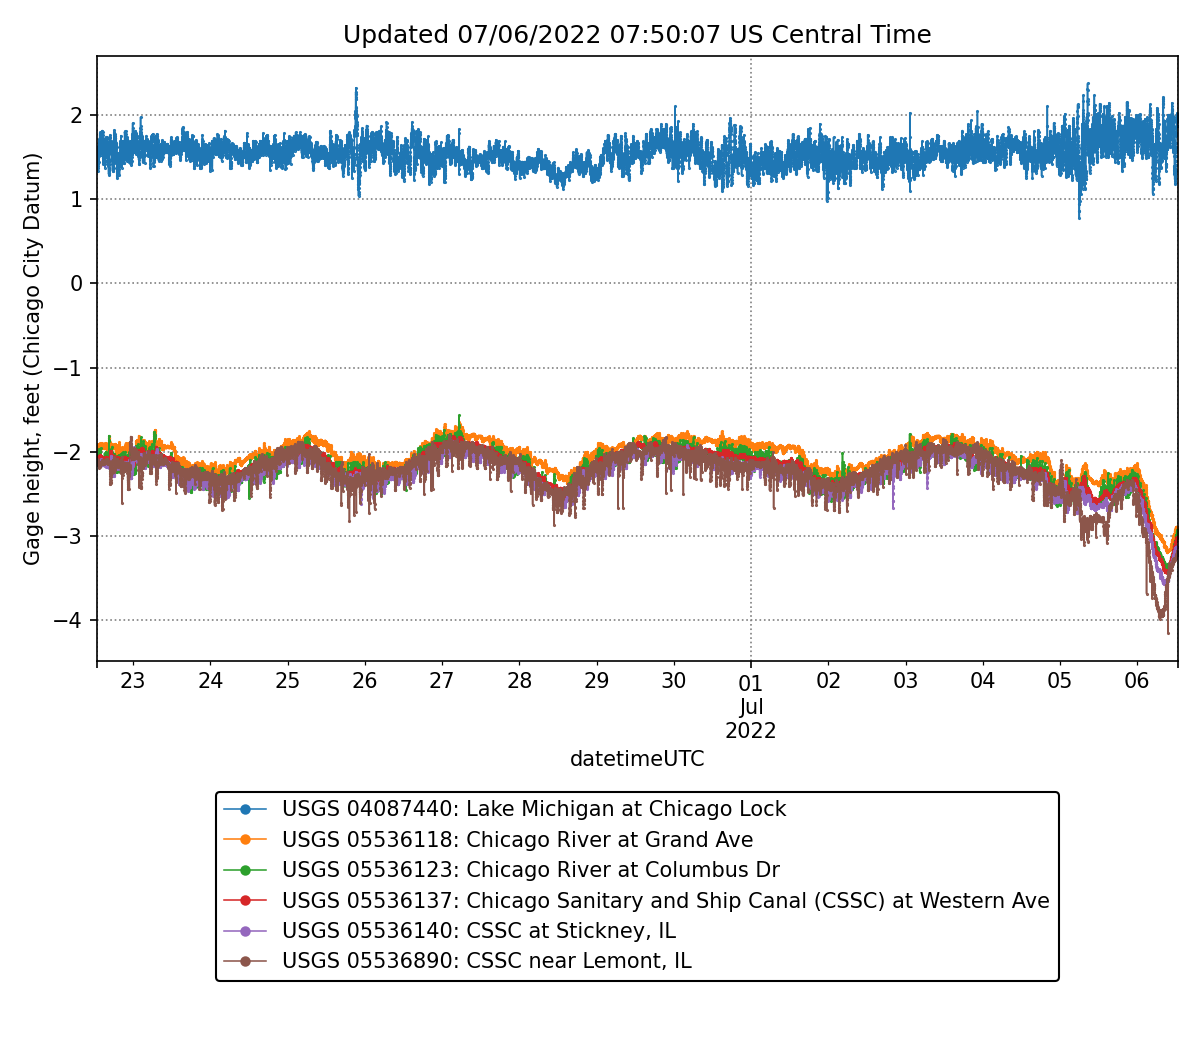 Updated 07/06/2022 07:50:07 US Central Time
Gage height, feet (Chicago City Datum)
2
1
0
−1
−2
−3
−4
23 24 25 26 27 28 29 30 01 02 03 04 05 06
Jul
2022
datetimeUTC
USGS 04087440: Lake Michigan at Chicago Lock
USGS 05536118: Chicago River at Grand Ave
USGS 05536123: Chicago River at Columbus Dr
USGS 05536137: Chicago Sanitary and Ship Canal (CSSC) at Western Ave
USGS 05536140: CSSC at Stickney, IL
USGS 05536890: CSSC near Lemont, IL